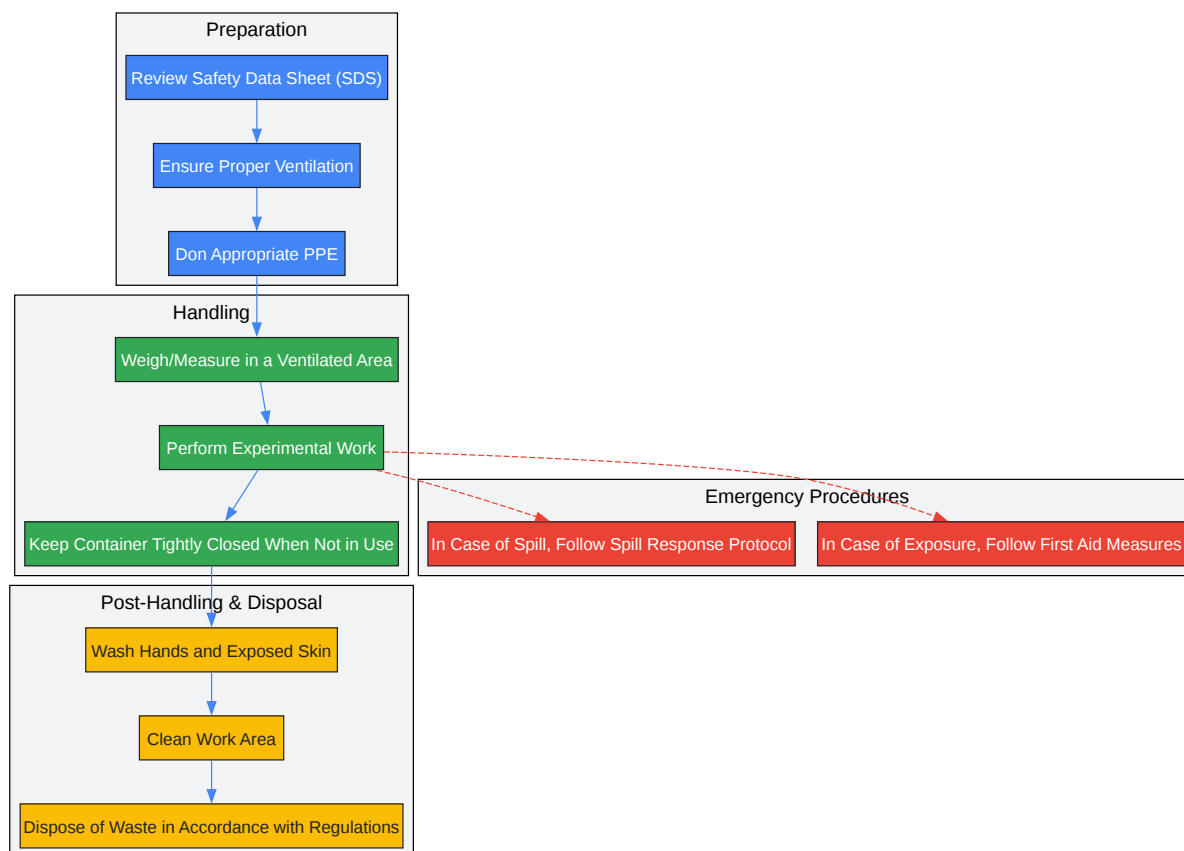 Preparation
Review Safety Data Sheet (SDS)
Ensure Proper Ventilation
Don Appropriate PPE
Handling
Weigh/Measure in a Ventilated Area
Perform Experimental Work
Keep Container Tightly Closed When Not in Use
Emergency Procedures
In Case of Spill, Follow Spill Response Protocol
In Case of Exposure, Follow First Aid Measures
Post-Handling & Disposal
Wash Hands and Exposed Skin
Clean Work Area
Dispose of Waste in Accordance with Regulations